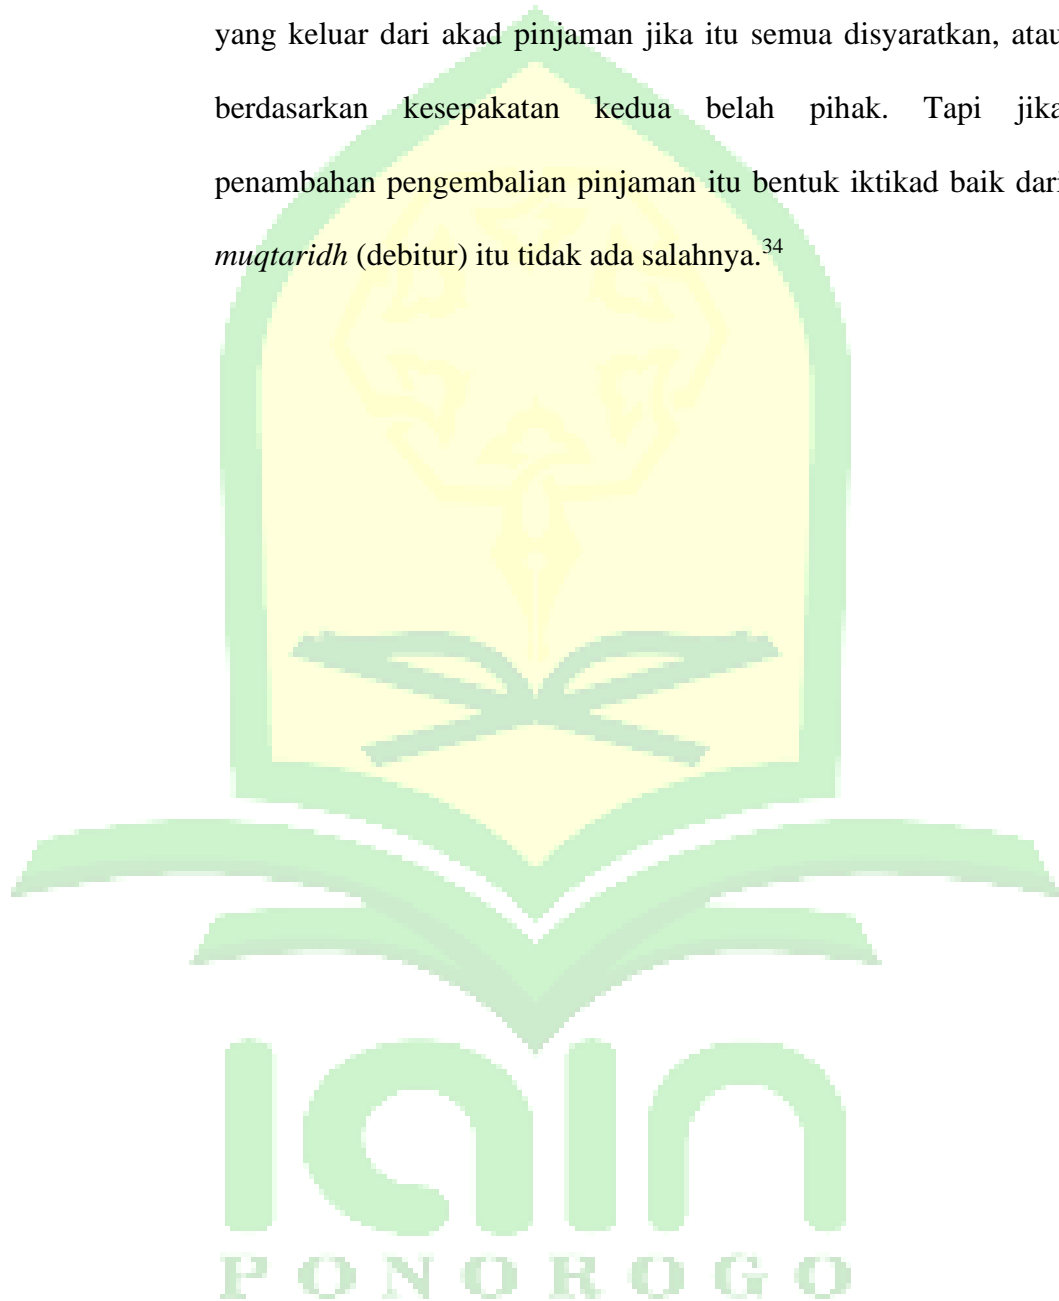 yang keluar dari akad pinjaman jika itu semua disyaratkan, atau
berdasarkan kesepakatan kedua belah pihak. Tapi jika
penambahan pengembalian pinjaman itu bentuk iktikad baik dari
muqtaridh (debitur) itu tidak ada salahnya.34
IAIN
PONOROGO